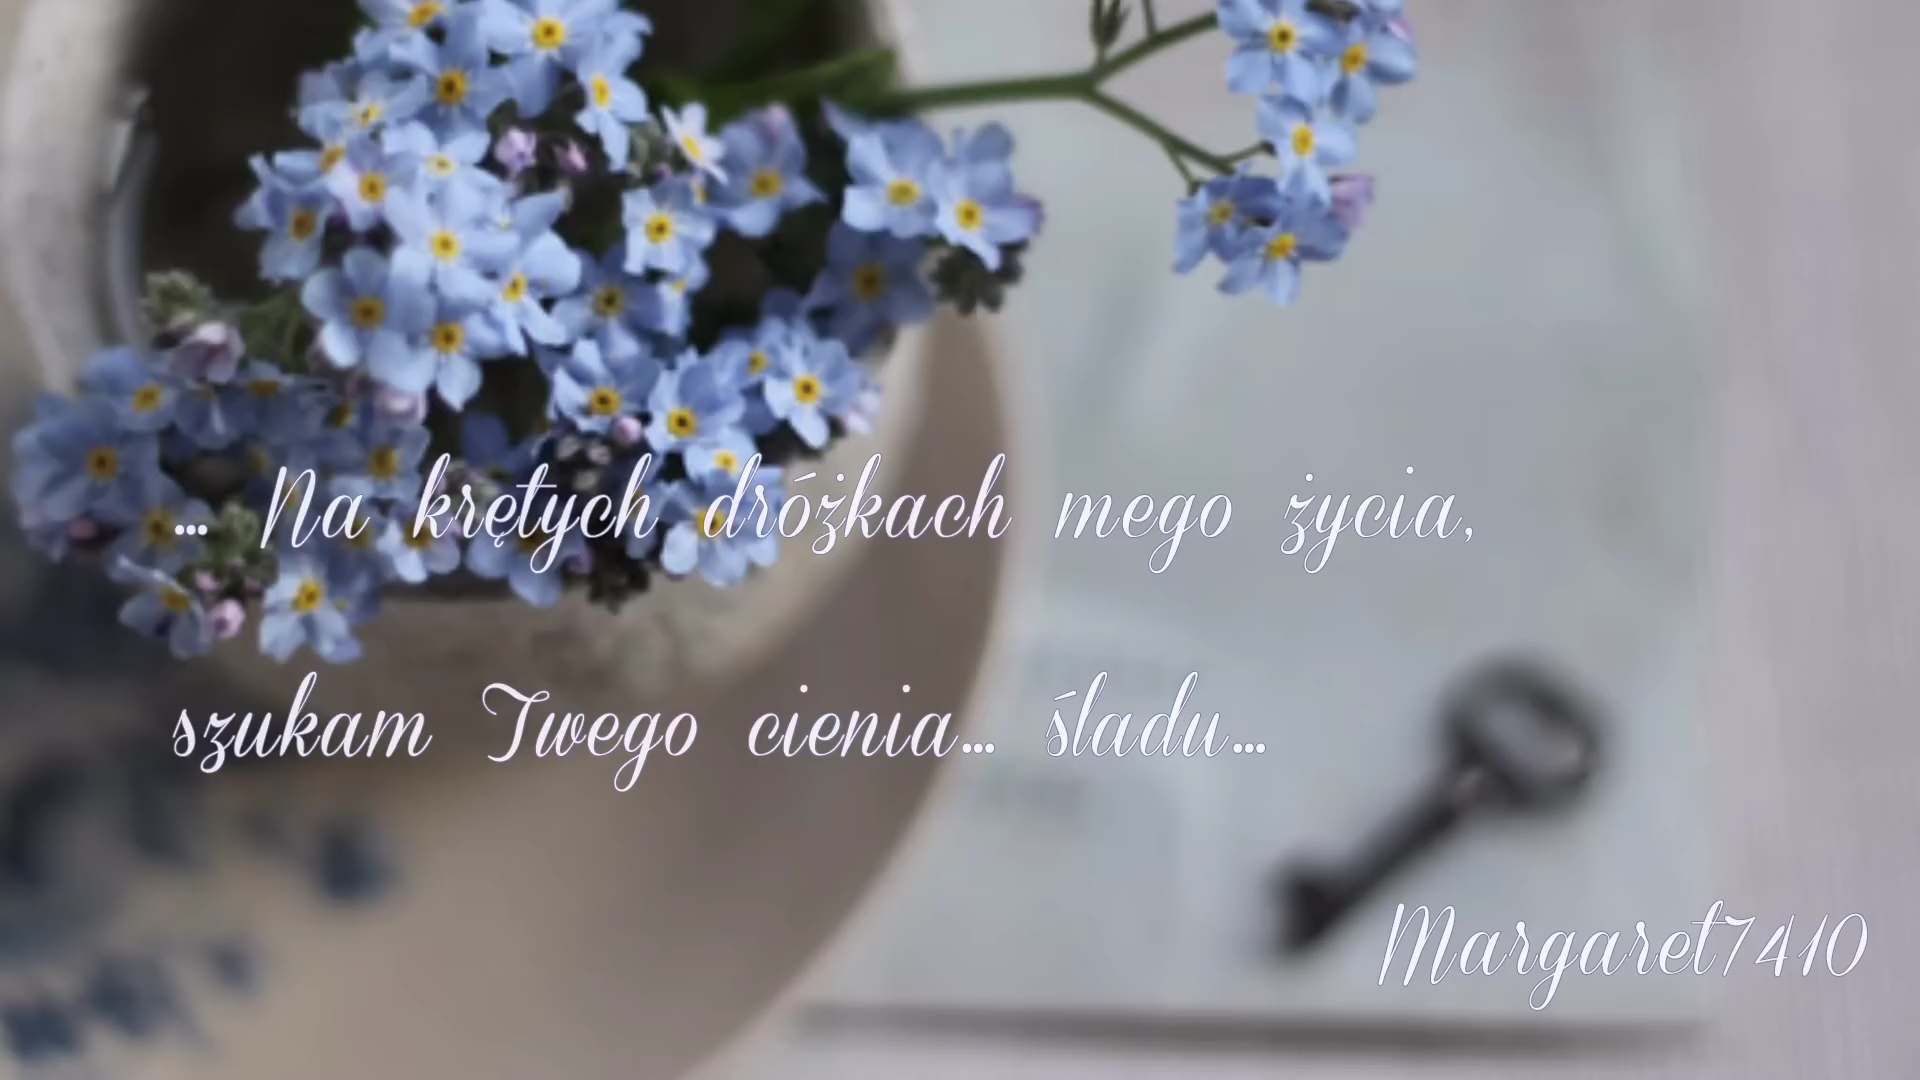 ... Na krętych dróżkach mego życia,
szukam Twego cienia... śladu...
Margaret7410